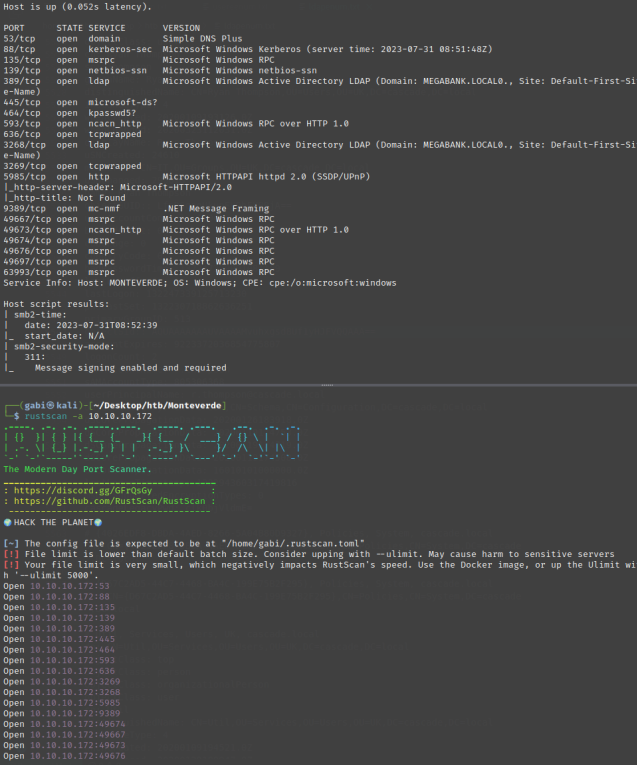 Host is up (0.052s latency).
PORT      STATE SERVICE       VERSION
53/tcp    open  domain        Simple DNS Plus
88/tcp    open  kerberos-sec  Microsoft Windows Kerberos (server time: 2023-07-31 08:51:48Z)
135/tcp   open  msrpc         Microsoft Windows RPC
139/tcp   open  netbios-ssn   Microsoft Windows netbios-ssn
389/tcp   open  ldap          Microsoft Windows Active Directory LDAP (Domain: MEGABANK.LOCAL0., Site: Default-First-Si
e-Name)
445/tcp   open  microsoft-ds?
464/tcp   open  kpasswd5?
593/tcp   open  ncacn_http    Microsoft Windows RPC over HTTP 1.0
636/tcp   open  tcpwrapped
3268/tcp  open  ldap          Microsoft Windows Active Directory LDAP (Domain: MEGABANK.LOCAL0., Site: Default-First-Si
e-Name)
3269/tcp  open  tcpwrapped
5985/tcp  open  http          Microsoft HTTPAPI httpd 2.0 (SSDP/UPnP)
|_http-server-header: Microsoft-HTTPAPI/2.0
|_http-title: Not Found
9389/tcp  open  mc-nmf        .NET Message Framing
49667/tcp open  msrpc         Microsoft Windows RPC
49673/tcp open  ncacn_http    Microsoft Windows RPC over HTTP 1.0
49674/tcp open  msrpc         Microsoft Windows RPC
49676/tcp open  msrpc         Microsoft Windows RPC
49697/tcp open  msrpc         Microsoft Windows RPC
63993/tcp open  msrpc         Microsoft Windows RPC
Service Info: Host: MONTEVERDE; OS: Windows; CPE: cpe:/o:microsoft:windows
Host script results:
| smb2-time:
|   date: 2023-07-31T08:52:39
|_  start_date: N/A
| smb2-security-mode:
|   311:
|_    Message signing enabled and required
┌──(gabi㉿kali)-[~/Desktop/htb/Monteverde]
└─$ rustscan -a 10.10.10.172
The Modern Day Port Scanner.
: https://discord.gg/GFrQsGy           :
: https://github.com/RustScan/RustScan :
🌍HACK THE PLANET🌍
[~] The config file is expected to be at "/home/gabi/.rustscan.toml"
[!] File limit is lower than default batch size. Consider upping with --ulimit. May cause harm to sensitive servers
[!] Your file limit is very small, which negatively impacts RustScan's speed. Use the Docker image, or up the Ulimit wi
h '--ulimit 5000'.
Open 10.10.10.172:53
Open 10.10.10.172:88
Open 10.10.10.172:135
Open 10.10.10.172:139
Open 10.10.10.172:389
Open 10.10.10.172:445
Open 10.10.10.172:464
Open 10.10.10.172:593
Open 10.10.10.172:636
Open 10.10.10.172:3269
Open 10.10.10.172:3268
Open 10.10.10.172:5985
Open 10.10.10.172:9389
Open 10.10.10.172:49674
Open 10.10.10.172:49667
Open 10.10.10.172:49673
Open 10.10.10.172:49676